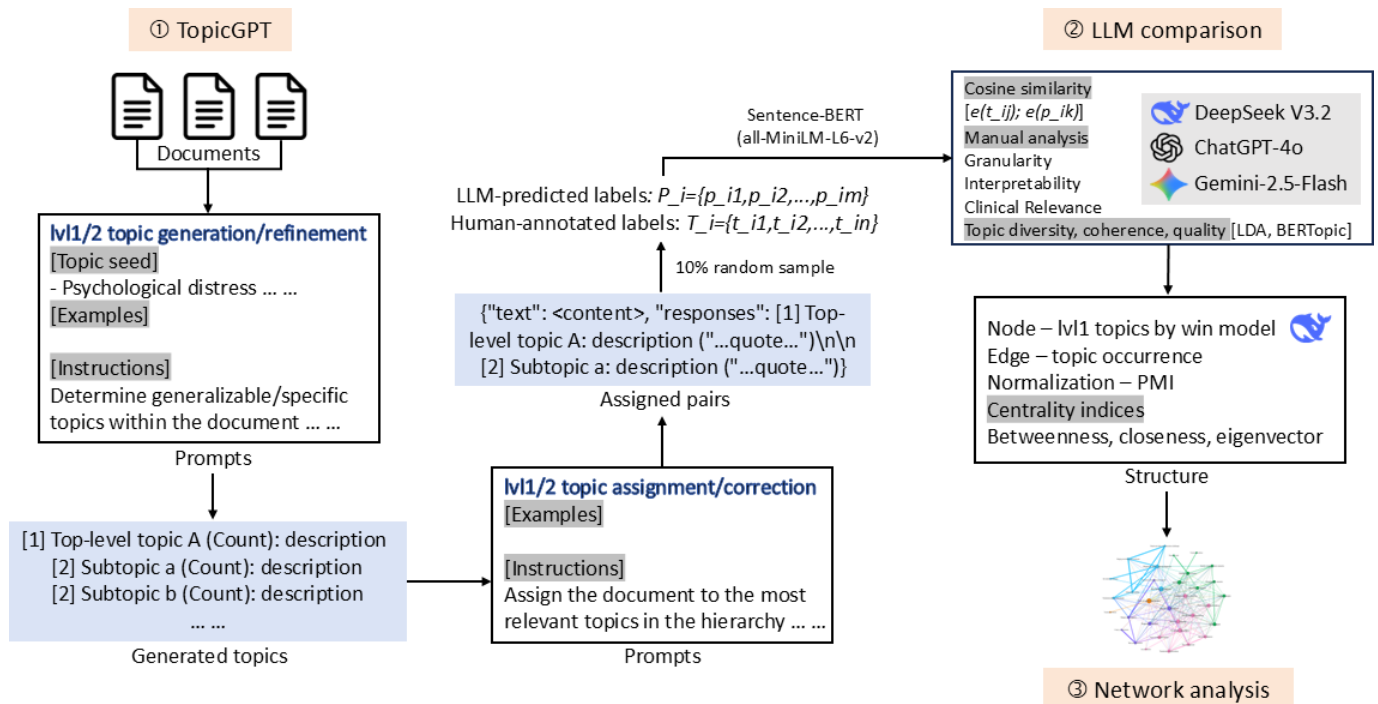 ① TopicGPT
Documents
lvl1/2 topic generation/refinement
[Topic seed]
- Psychological distress … …
[Examples]
[Instructions]
Determine generalizable/specific
topics within the document … …
Prompts
[1] Top-level topic A (Count): description
[2] Subtopic a (Count): description
[2] Subtopic b (Count): description
… …
Generated topics
lvl1/2 topic assignment/correction
[Examples]
[Instructions]
Assign the document to the most
relevant topics in the hierarchy … …
Prompts
{"text": <content>, "responses": [1] Top-
level topic A: description ("...quote...")\n\n
[2] Subtopic a: description ("...quote...")}
Assigned pairs
10% random sample
LLM-predicted labels: P_i={p_i1,p_i2,...,p_im}
Human-annotated labels: T_i={t_i1,t_i2,...,t_in}
Sentence-BERT
(all-MiniLM-L6-v2)
② LLM comparison
Cosine similarity
[e(t_ij); e(p_ik)]
Manual analysis
Granularity
Interpretability
Clinical Relevance
Topic diversity, coherence, quality [LDA, BERTopic]
DeepSeek V3.2
ChatGPT-4o
Gemini-2.5-Flash
Node – lvl1 topics by win model
Edge – topic occurrence
Normalization – PMI
Centrality indices
Betweenness, closeness, eigenvector
Structure
③ Network analysis